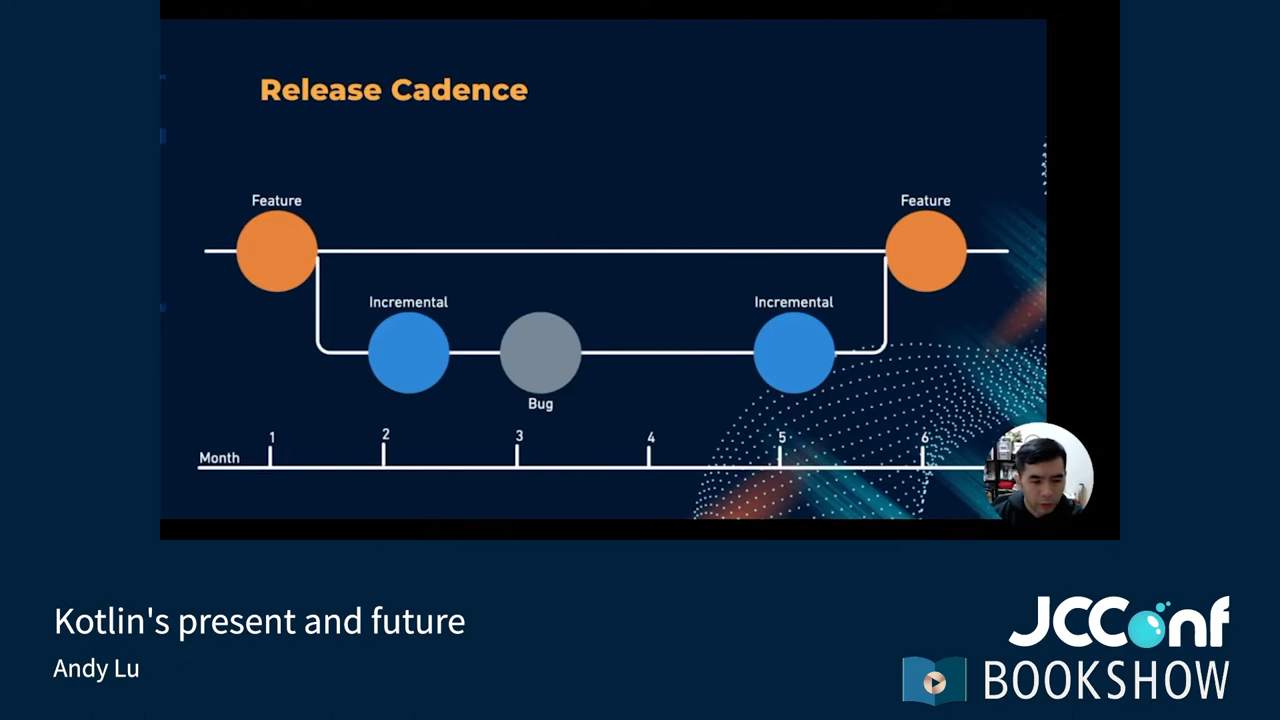 Release Cadence
Feature
Feature
Incremental
Incremental
Bug
Month
1
2
3
4
5
6
Kotlin's present and future
Andy Lu
JCConf
BOOKSHOW